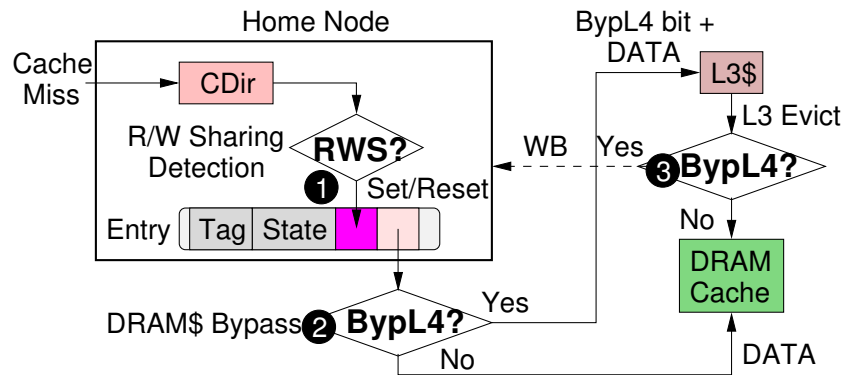 Home Node
BypL4 bit +
DATA
Cache
Miss
CDir
L3$
L3 Evict
R/W Sharing
Detection
RWS?
WB
Yes
3
BypL4?
1
Set/Reset
No
Entry
Tag
State
DRAM
Cache
DRAM$ Bypass
2
BypL4?
Yes
No
DATA